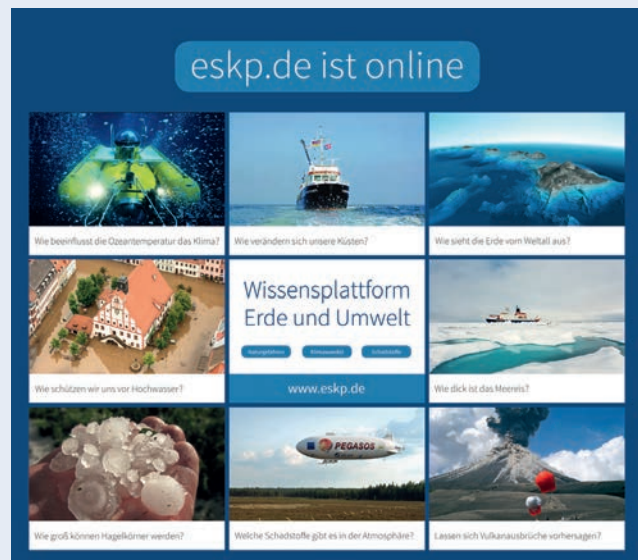 eskp.de ist online
Wie beeinflusst die Ozeantemperatur das Klima?
Wie verändern sich unsere Küsten?
Wie sieht die Erde vom Weltall aus?
Wie schützen wir uns vor Hochwasser?
Wissensplattform
Erde und Umwelt
Naturgefahren
Klimawandel
Schadstoffe
www.eskp.de
Wie dick ist das Meereis?
PEGASOS
Wie groß können Hagelkörner werden?
Welche Schadstoffe gibt es in der Atmosphäre?
Lassen sich Vulkanausbrüche vorhersagen?